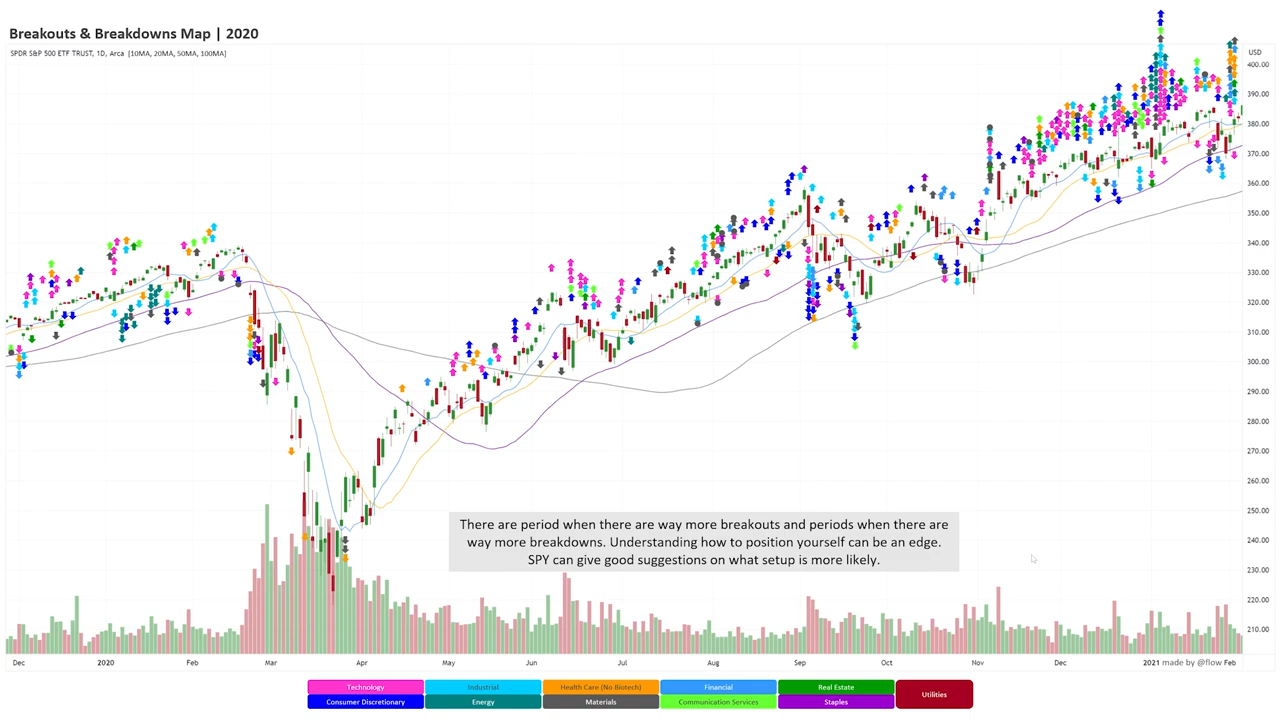 Breakouts & Breakdowns Map | 2020
SPDR S&P 500 ETF TRUST, 1D, Arca (10MA, 20MA, 50MA, 100MA)
USD
400.00
390.00
380.00
370.00
360.00
350.00
340.00
330.00
320.00
310.00
300.00
290.00
280.00
270.00
260.00
250.00
240.00
230.00
220.00
210.00
There are period when there are way more breakouts and periods when there are
way more breakdowns. Understanding how to position yourself can be an edge.
SPY can give good suggestions on what setup is more likely.
Dec 2020 Feb Mar Apr May Jun Jul Aug Sep Oct Nov Dec 2021 made by @flow Feb
Technology Industrial Health Care (No Biotech) Financial Real Estate Utilities
Consumer Discretionary Energy Materials Communication Services Staples